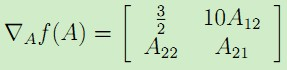 ∇_A f(A) = [ 3/2 10A_12
A_22 A_21 ]